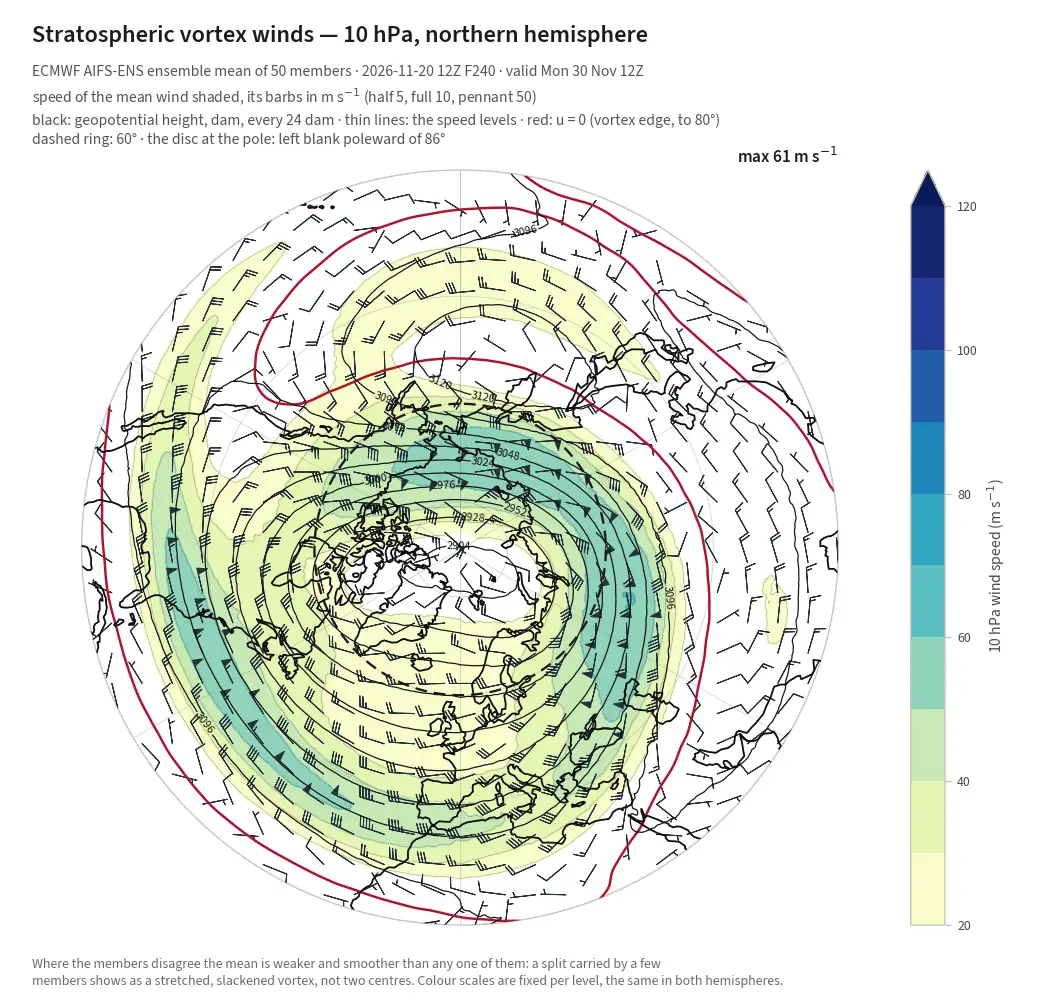 Stratospheric vortex winds — 10 hPa, northern hemisphere
ECMWF AIFS-ENS ensemble mean of 50 members · 2026-11-20 12Z F240 · valid Mon 30 Nov 12Z
speed of the mean wind shaded, its barbs in m s⁻¹ (half 5, full 10, pennant 50)
black: geopotential height, dam, every 24 dam · thin lines: the speed levels · red: u = 0 (vortex edge, to 80°)
dashed ring: 60° · the disc at the pole: left blank poleward of 86°
max 61 m s⁻¹
120
100
80
60
40
20
10 hPa wind speed (m s⁻¹)
3096
3120
3120
3048
3024
2976
2952
2928
2904
3096
3096
Where the members disagree the mean is weaker and smoother than any one of them: a split carried by a few
members shows as a stretched, slackened vortex, not two centres. Colour scales are fixed per level, the same in both hemispheres.